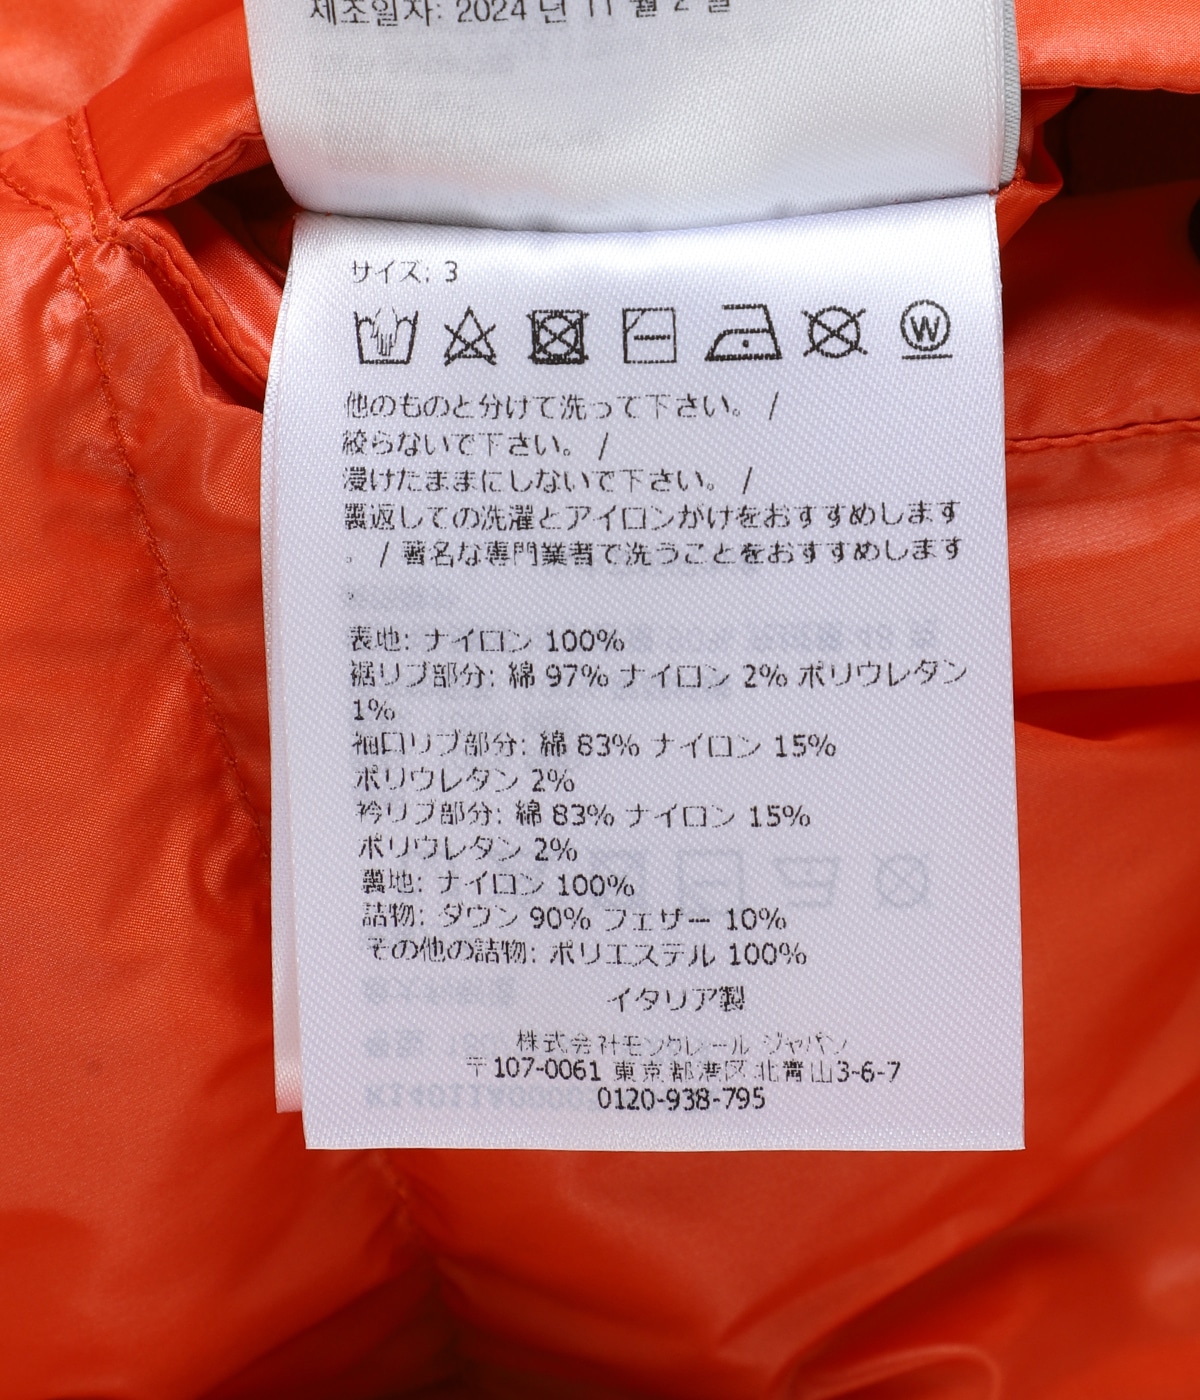 제조일자: 2024 년 11 월 2 일
サイズ: 3
W
他のものと分けて洗って下さい。 /
絞らないで下さい。 /
浸けたままにしないで下さい。 /
裏返しての洗濯とアイロンかけをおすすめします
。 / 著名な専門業者で洗うことをおすすめします
。
表地: ナイロン 100%
裾リブ部分: 綿 97% ナイロン 2% ポリウレタン
1%
袖口リブ部分: 綿 83% ナイロン 15%
ポリウレタン 2%
衿リブ部分: 綿 83% ナイロン 15%
ポリウレタン 2%
裏地: ナイロン 100%
詰物: ダウン 90% フェザー 10%
その他の詰物: ポリエステル 100%
イタリア製
株式会社モンクレール ジャパン
〒107-0061 東京都港区北青山3-6-7
0120-938-795